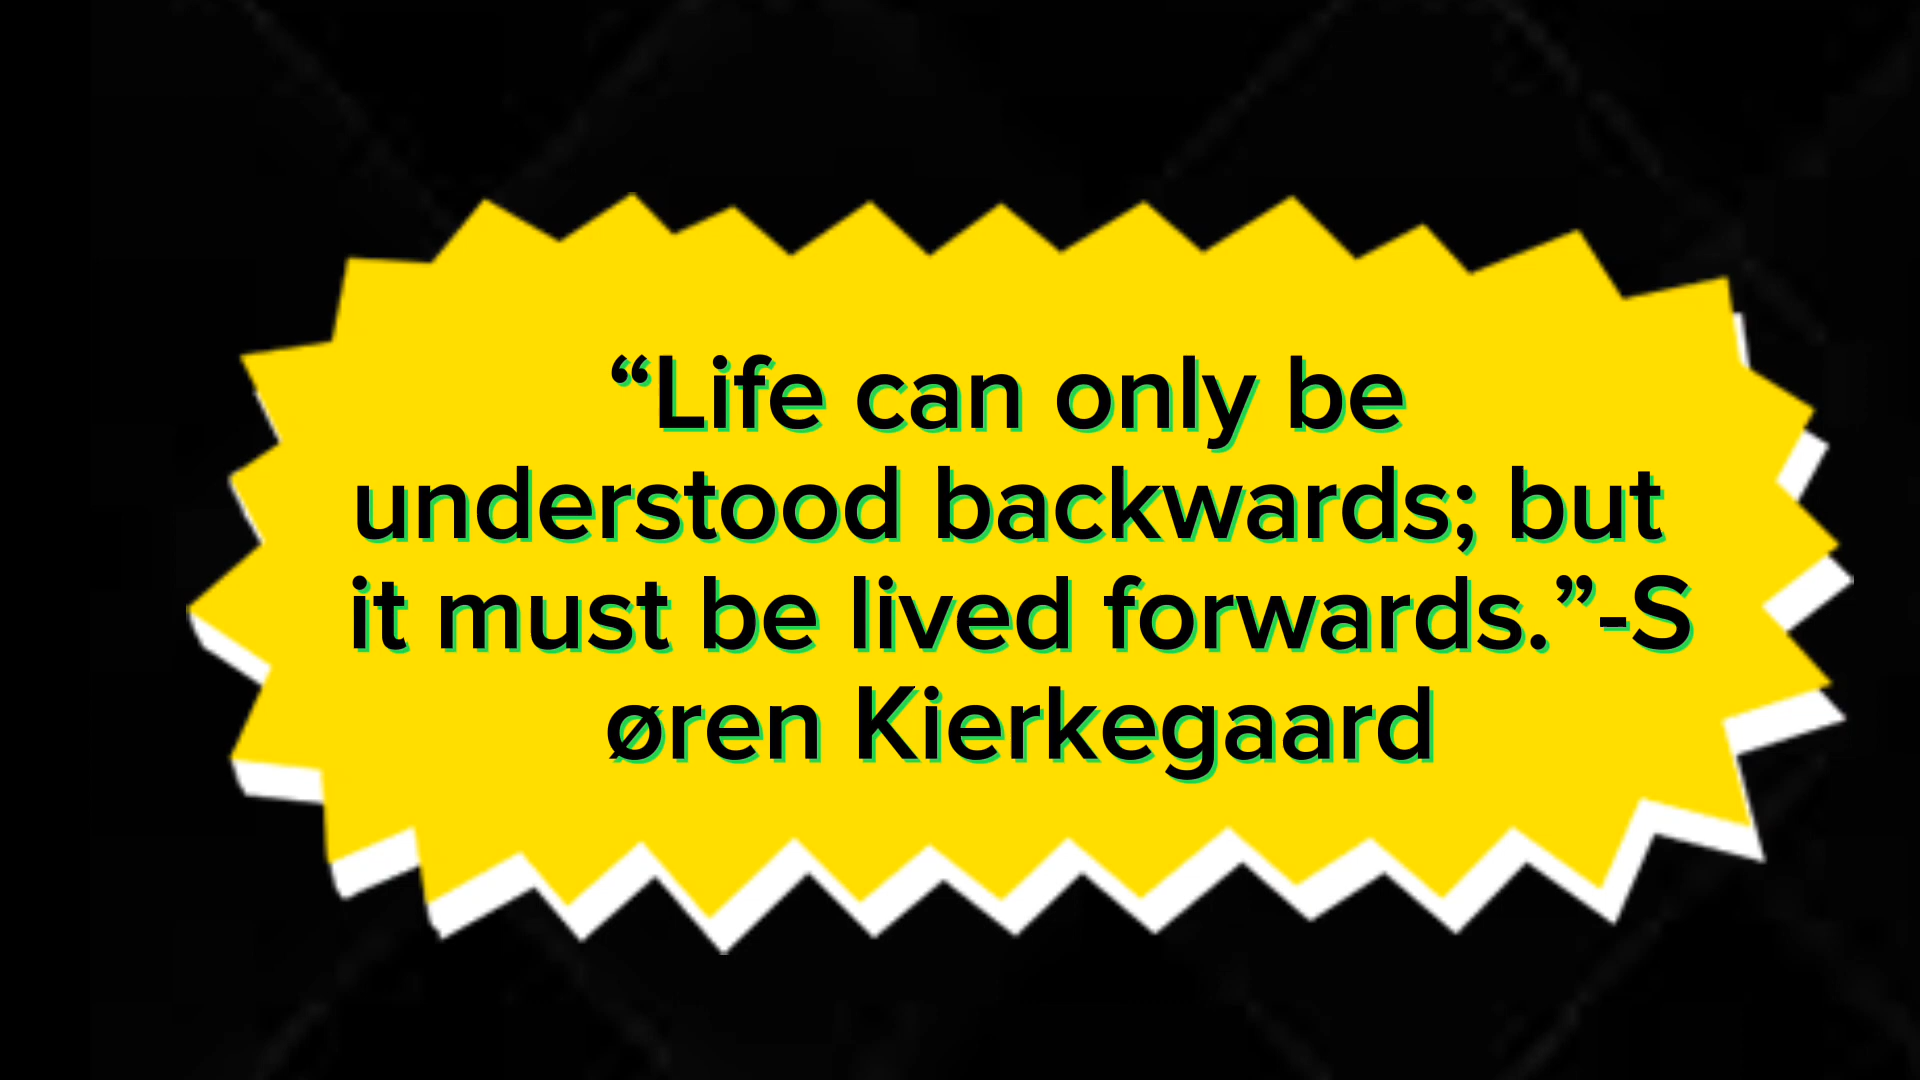 “Life can only be
understood backwards; but
it must be lived forwards.”-S
øren Kierkegaard